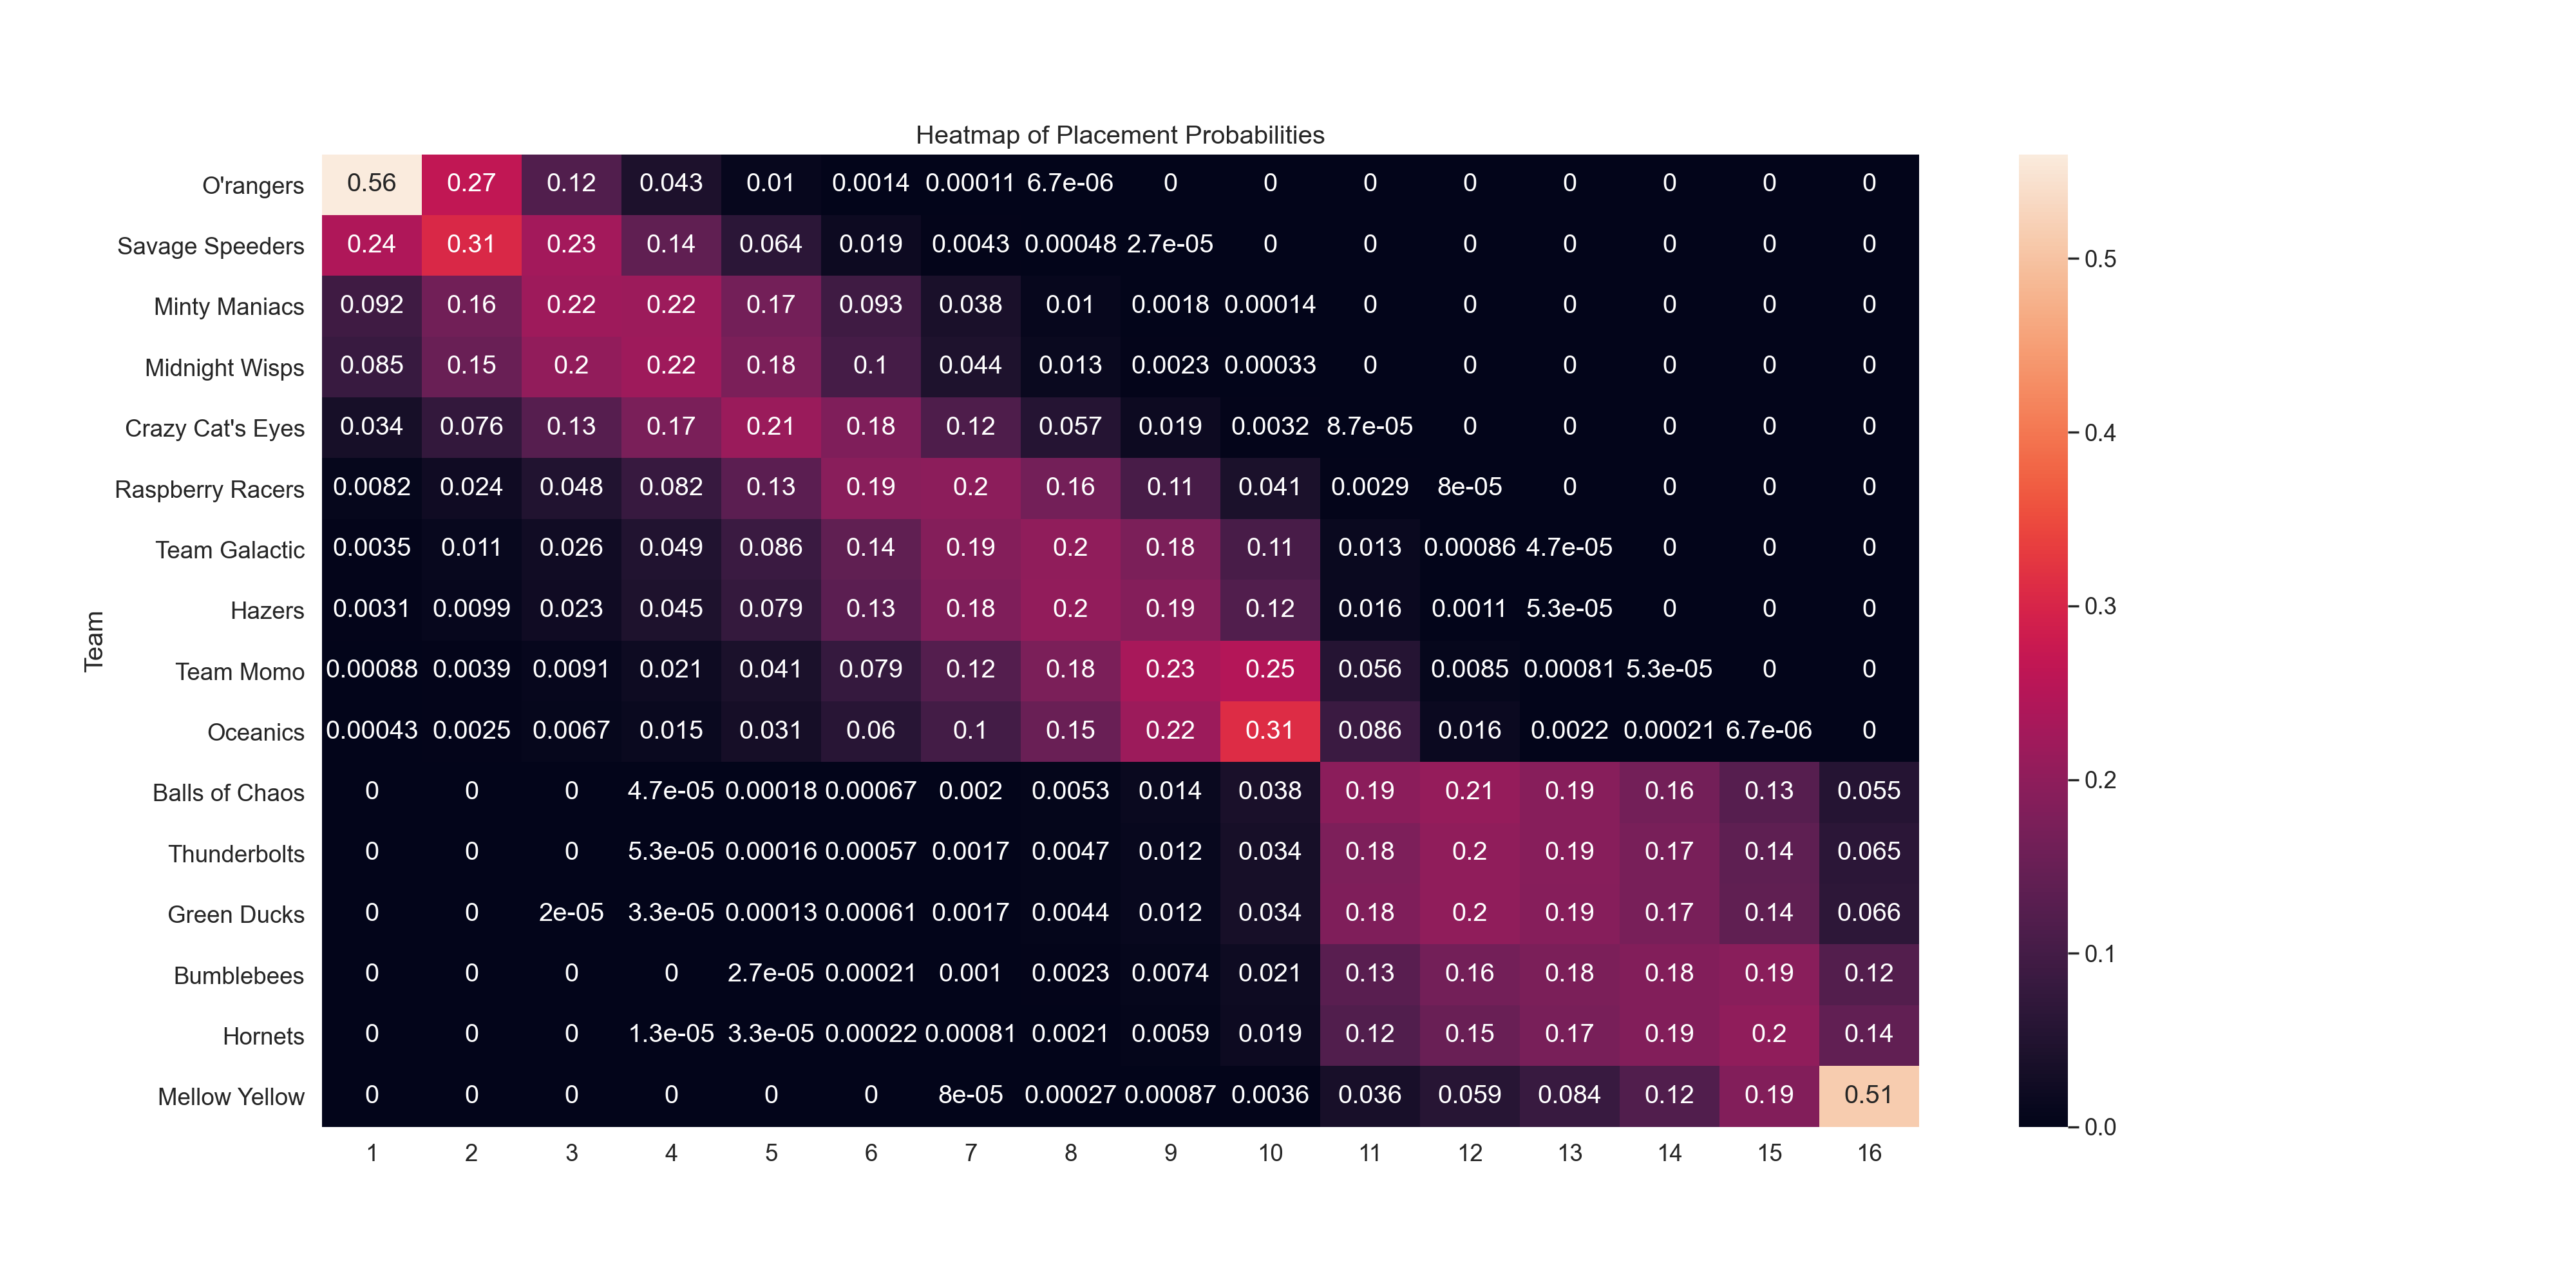 Heatmap of Placement Probabilities
O'rangers 0.56 0.27 0.12 0.043 0.01 0.0014 0.00011 6.7e-06 0 0 0 0 0 0 0 0
Savage Speeders 0.24 0.31 0.23 0.14 0.064 0.019 0.0043 0.00048 2.7e-05 0 0 0 0 0 0 0
Minty Maniacs 0.092 0.16 0.22 0.22 0.17 0.093 0.038 0.01 0.0018 0.00014 0 0 0 0 0 0
Midnight Wisps 0.085 0.15 0.2 0.22 0.18 0.1 0.044 0.013 0.0023 0.00033 0 0 0 0 0 0
Crazy Cat's Eyes 0.034 0.076 0.13 0.17 0.21 0.18 0.12 0.057 0.019 0.0032 8.7e-05 0 0 0 0 0
Raspberry Racers 0.0082 0.024 0.048 0.082 0.13 0.19 0.2 0.16 0.11 0.041 0.0029 8e-05 0 0 0 0
Team Galactic 0.0035 0.011 0.026 0.049 0.086 0.14 0.19 0.2 0.18 0.11 0.013 0.00086 4.7e-05 0 0 0
Hazers 0.0031 0.0099 0.023 0.045 0.079 0.13 0.18 0.2 0.19 0.12 0.016 0.0011 5.3e-05 0 0 0
Team Momo 0.00088 0.0039 0.0091 0.021 0.041 0.079 0.12 0.18 0.23 0.25 0.056 0.0085 0.00081 5.3e-05 0 0
Oceanics 0.00043 0.0025 0.0067 0.015 0.031 0.06 0.1 0.15 0.22 0.31 0.086 0.016 0.0022 0.00021 6.7e-06 0
Balls of Chaos 0 0 0 4.7e-05 0.00018 0.00067 0.002 0.0053 0.014 0.038 0.19 0.21 0.19 0.16 0.13 0.055
Thunderbolts 0 0 0 5.3e-05 0.00016 0.00057 0.0017 0.0047 0.012 0.034 0.18 0.2 0.19 0.17 0.14 0.065
Green Ducks 0 0 2e-05 3.3e-05 0.00013 0.00061 0.0017 0.0044 0.012 0.034 0.18 0.2 0.19 0.17 0.14 0.066
Bumblebees 0 0 0 0 2.7e-05 0.00021 0.001 0.0023 0.0074 0.021 0.13 0.16 0.18 0.18 0.19 0.12
Hornets 0 0 0 1.3e-05 3.3e-05 0.00022 0.00081 0.0021 0.0059 0.019 0.12 0.15 0.17 0.19 0.2 0.14
Mellow Yellow 0 0 0 0 0 0 8e-05 0.00027 0.00087 0.0036 0.036 0.059 0.084 0.12 0.19 0.51
1 2 3 4 5 6 7 8 9 10 11 12 13 14 15 16
Team
0.5
0.4
0.3
0.2
0.1
0.0